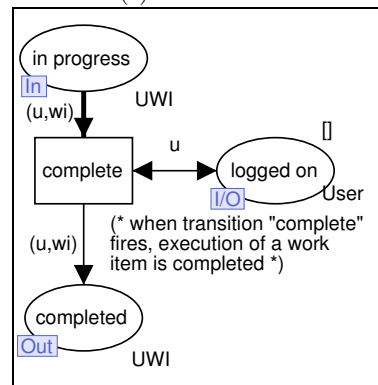 in progress
In
UWI
(u,wi)
[]
u
complete
logged on
I/O
User
(* when transition "complete"
fires, execution of a work
item is completed *)
(u,wi)
completed
Out
UWI